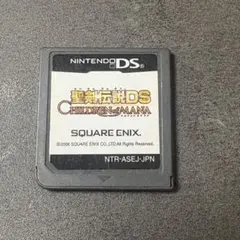 NINTENDO DS
聖剣伝説DS
CHILDREN of MANA
SQUARE ENIX.
©2006 SQUARE ENIX CO.,LTD. All Rights Reserved.
NTR-ASEJ-JPN